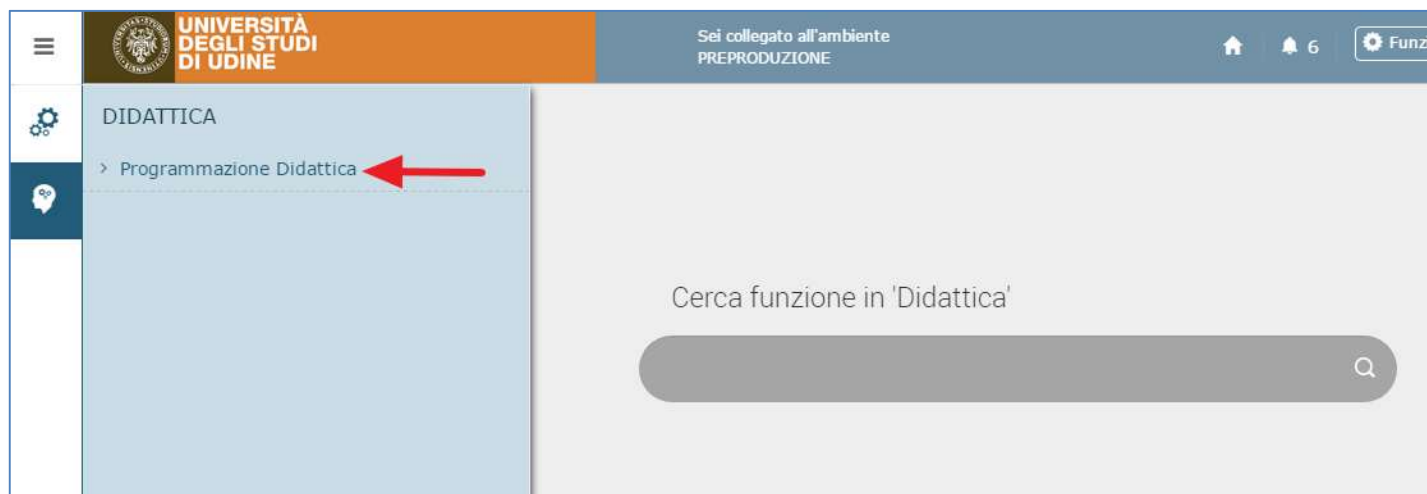 UNIVERSITÀ
DEGLI STUDI
DI UDINE
Sei collegato all'ambiente
PREPRODUZIONE
6
Funz
DIDATTICA
> Programmazione Didattica
Cerca funzione in 'Didattica'